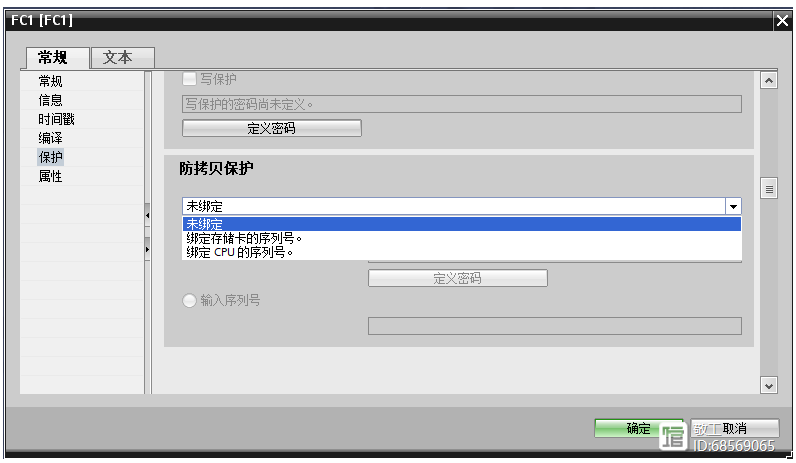 FC1 [FC1]
常规 文本
常规
信息
时间戳
编译
保护
属性
写保护
写保护的密码尚未定义。
定义密码
防拷贝保护
未绑定
未绑定
绑定存储卡的序列号。
绑定 CPU 的序列号。
定义密码
输入序列号
确定
取消
敬工
ID:68569065